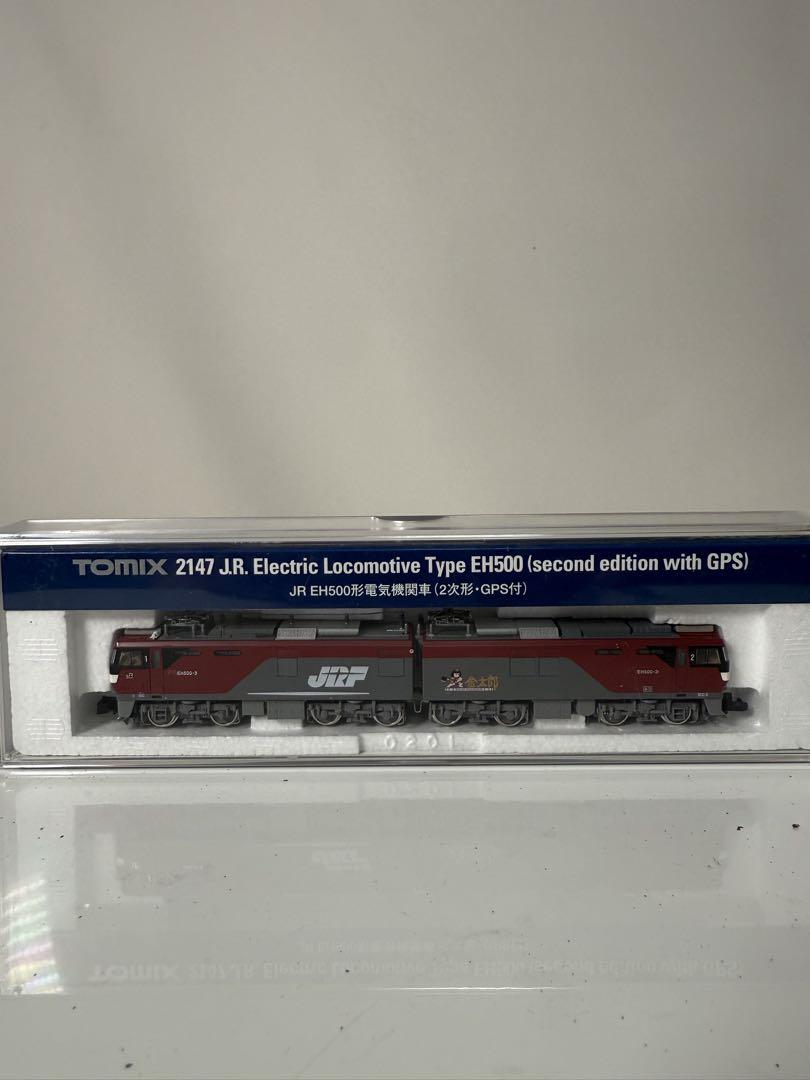 TOMIX 2147 J.R. Electric Locomotive Type EH500 (second edition with GPS)
JR EH500形電気機関車(2次形・GPS付)
EH500-3
JRF
金太郎
EH500-3
2
0201